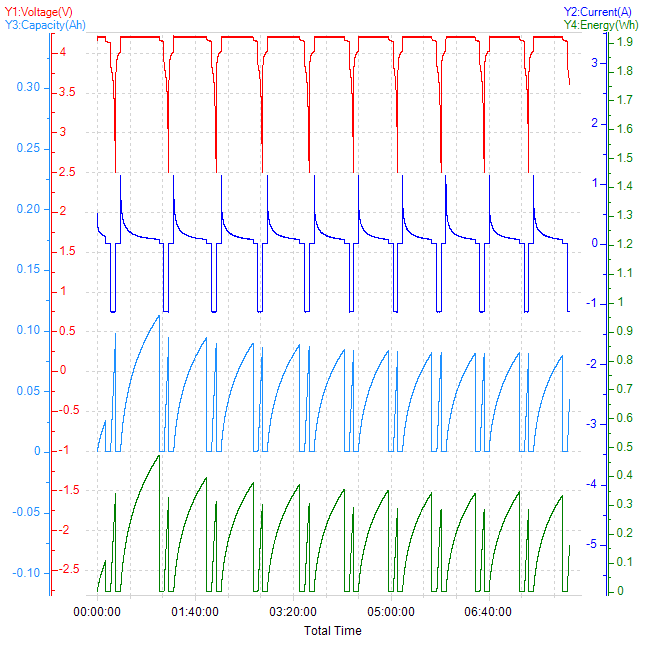 Y1:Voltage(V) Y2:Current(A)
Y3:Capacity(Ah) Y4:Energy(Wh)
4 3 1.9
0.30 3.5 1.8
3 2 1.7
0.25 2.5 1.6
0.20 2 1 1.5
1.5 0 1.4
0.15 1 -1 1.3
0.10 0.5 -2 1.2
0.05 0 -3 1.1
0 -0.5 -4 1
-0.05 -1 -5 0.9
-0.10 -1.5 0.8
-2 0.7
-2.5 0.6
0.5
0.4
0.3
0.2
0.1
0
00:00:00 01:40:00 03:20:00 05:00:00 06:40:00
Total Time